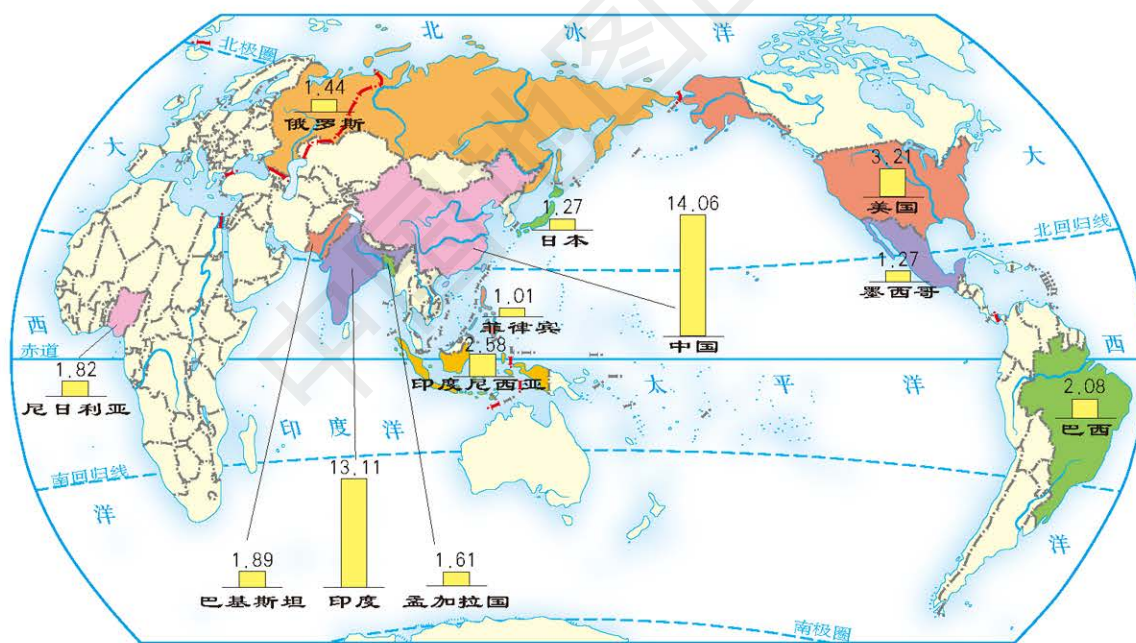 北 冰 洋
北极圈
1.44
俄罗斯
大
大
3.21
美国
1.27
日本
14.06
中国
北回归线
1.27
墨西哥
1.01
菲律宾
西
赤道
2.58
印度尼西亚
西
太 平 洋
1.82
尼日利亚
2.08
巴西
印 度 洋
南回归线
13.11
印度
洋
洋
1.89
巴基斯坦
1.61
孟加拉国
南极圈
中国地图